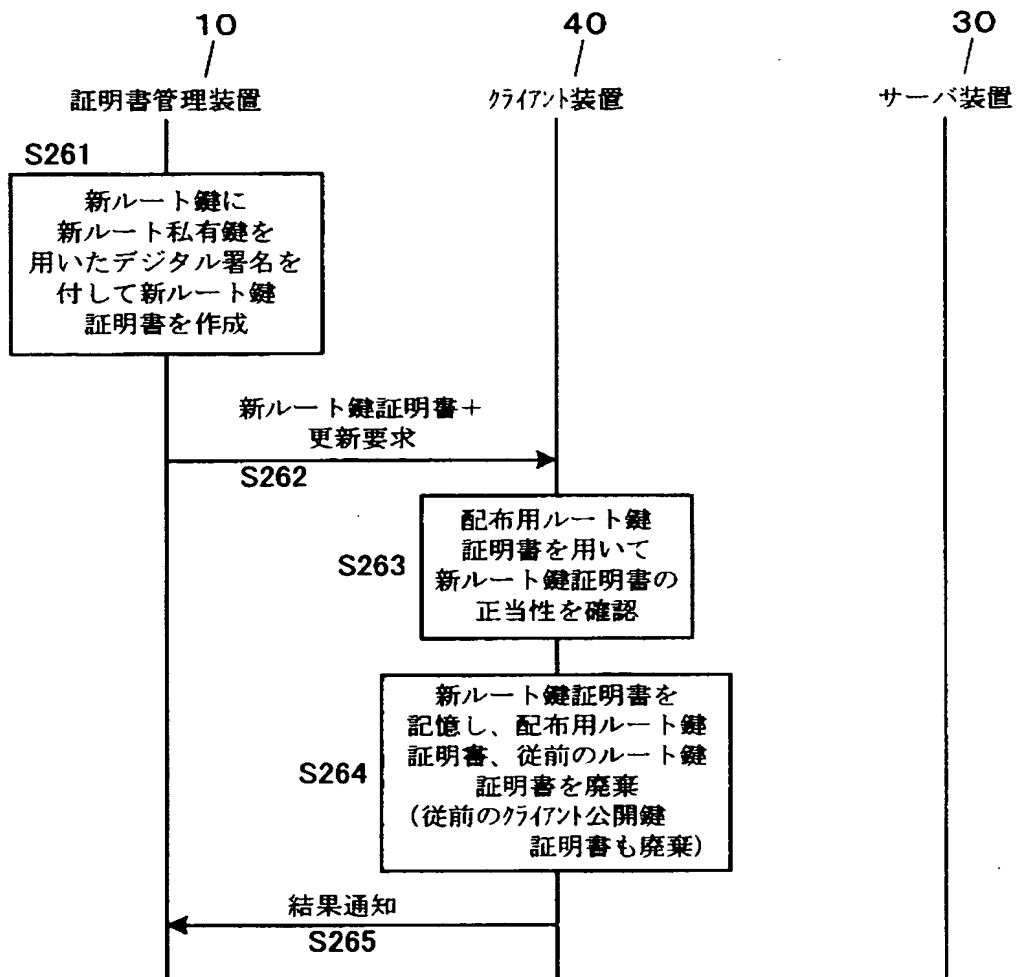 10
40
30
証明書管理装置
クライアント装置
サーバ装置
S261
新ルート鍵に
新ルート私有鍵を
用いたデジタル署名を
付して新ルート鍵
証明書を作成
新ルート鍵証明書＋
更新要求
S262
S263
配布用ルート鍵
証明書を用いて
新ルート鍵証明書の
正当性を確認
S264
新ルート鍵証明書を
記憶し、配布用ルート鍵
証明書、従前のルート鍵
証明書を廃棄
(従前のクライアント公開鍵
証明書も廃棄)
結果通知
S265